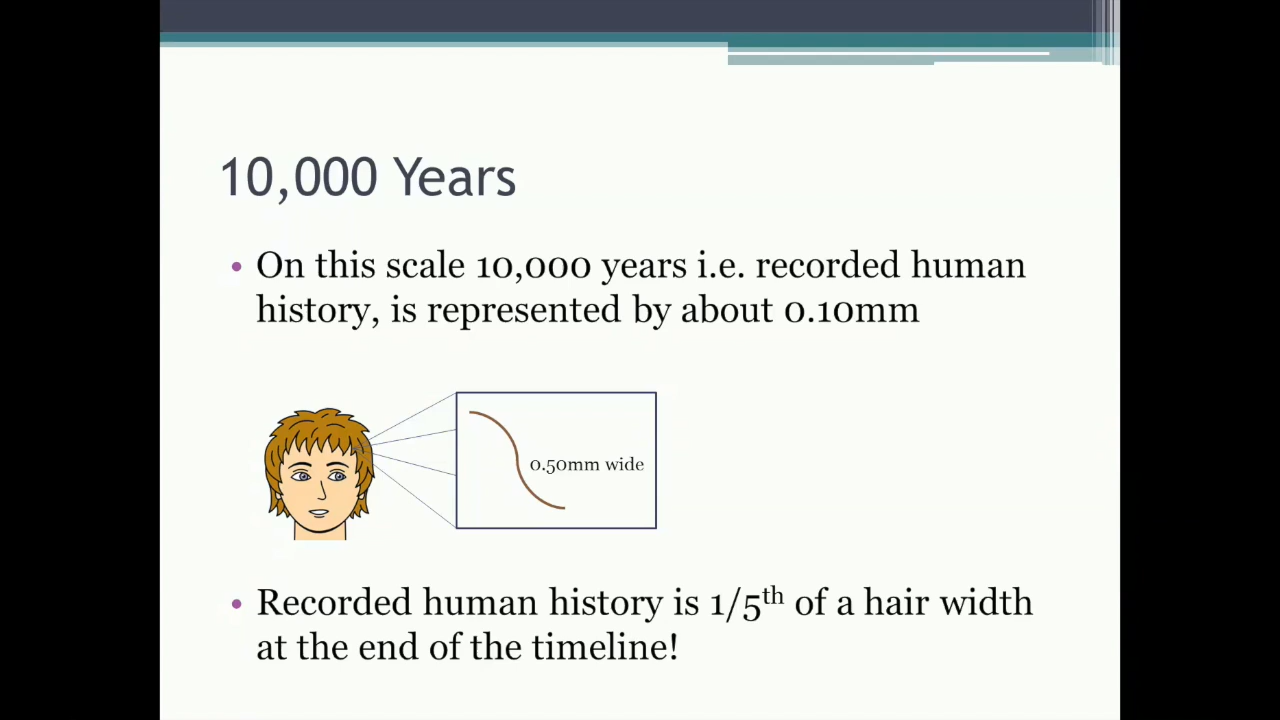 10,000 Years
• On this scale 10,000 years i.e. recorded human
history, is represented by about 0.10mm
0.50mm wide
• Recorded human history is 1/5th of a hair width
at the end of the timeline!